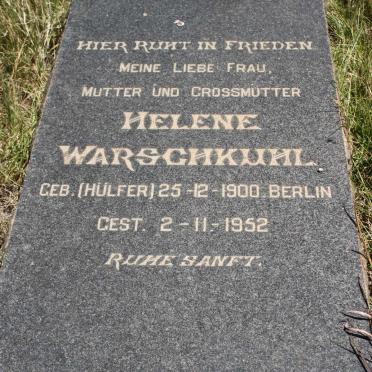 HIER RUHT IN FRIEDEN
MEINE LIEBE FRAU,
MUTTER UND GROSSMUTTER
HELENE
WARSCHKUHL
GEB. (HÜLFER) 25-12-1900. BERLIN
GEST. 2-11-1952
RUHE SANFT.